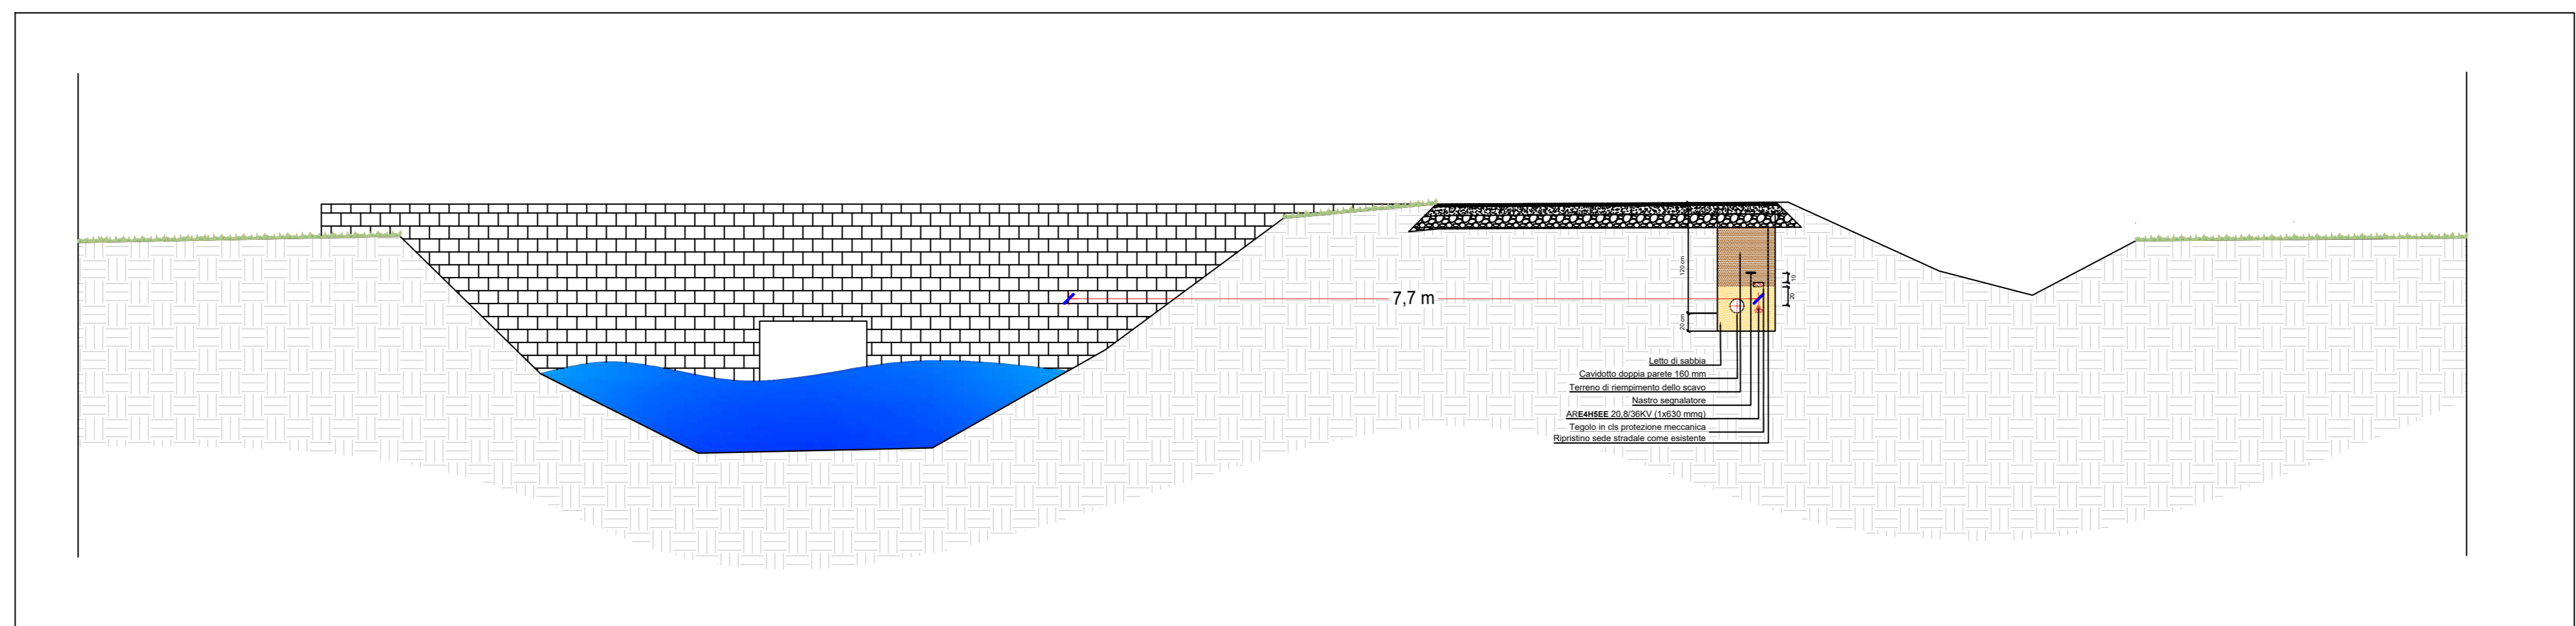 120 cm
10
20
7,7 m
20 cm
Letto di sabbia
Cavidotto doppia parete 160 mm
Terreno di riempimento dello scavo
Nastro segnalatore
ARE4H5EE 20,8/36KV (1x630 mmq)
Tegolo in cls protezione meccanica
Ripristino sede stradale come esistente